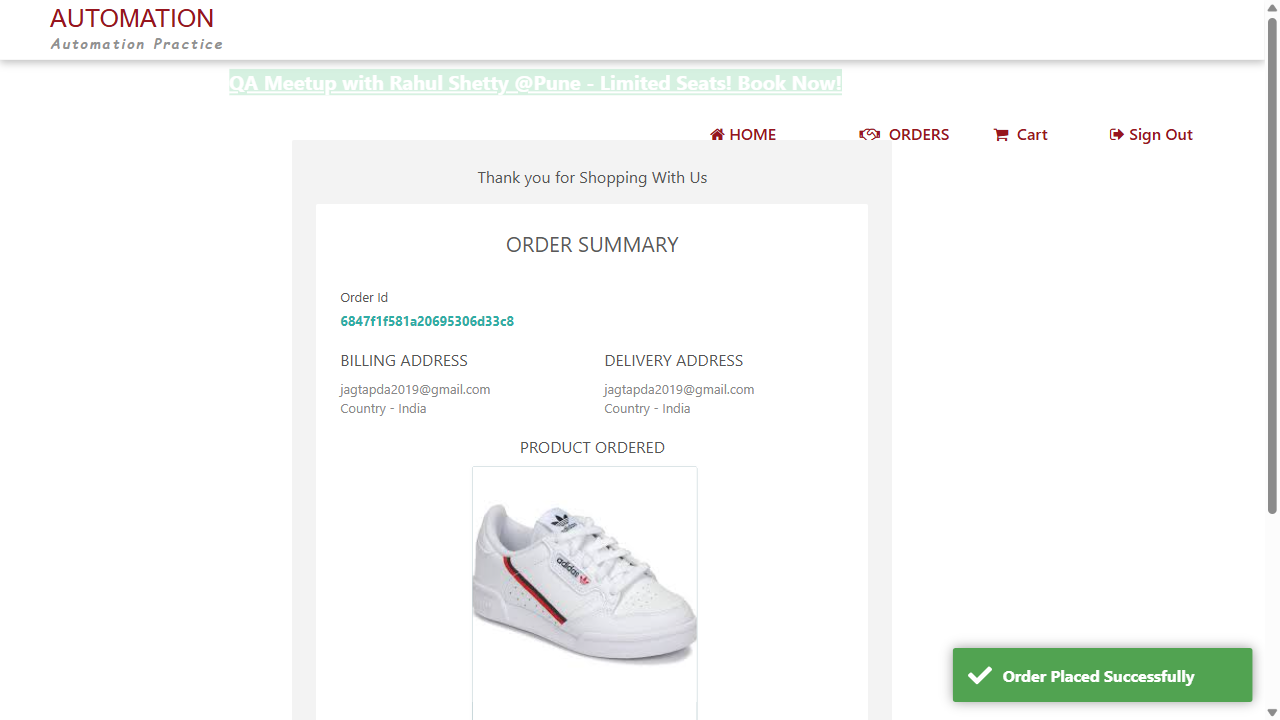 AUTOMATION
Automation Practice
QA Meetup with Rahul Shetty @Pune - Limited Seats! Book Now!
HOME ORDERS Cart Sign Out
Thank you for Shopping With Us
ORDER SUMMARY
Order Id
6847f1f581a20695306d33c8
BILLING ADDRESS DELIVERY ADDRESS
jagtapda2019@gmail.com jagtapda2019@gmail.com
Country - India Country - India
PRODUCT ORDERED
adidas
Order Placed Successfully